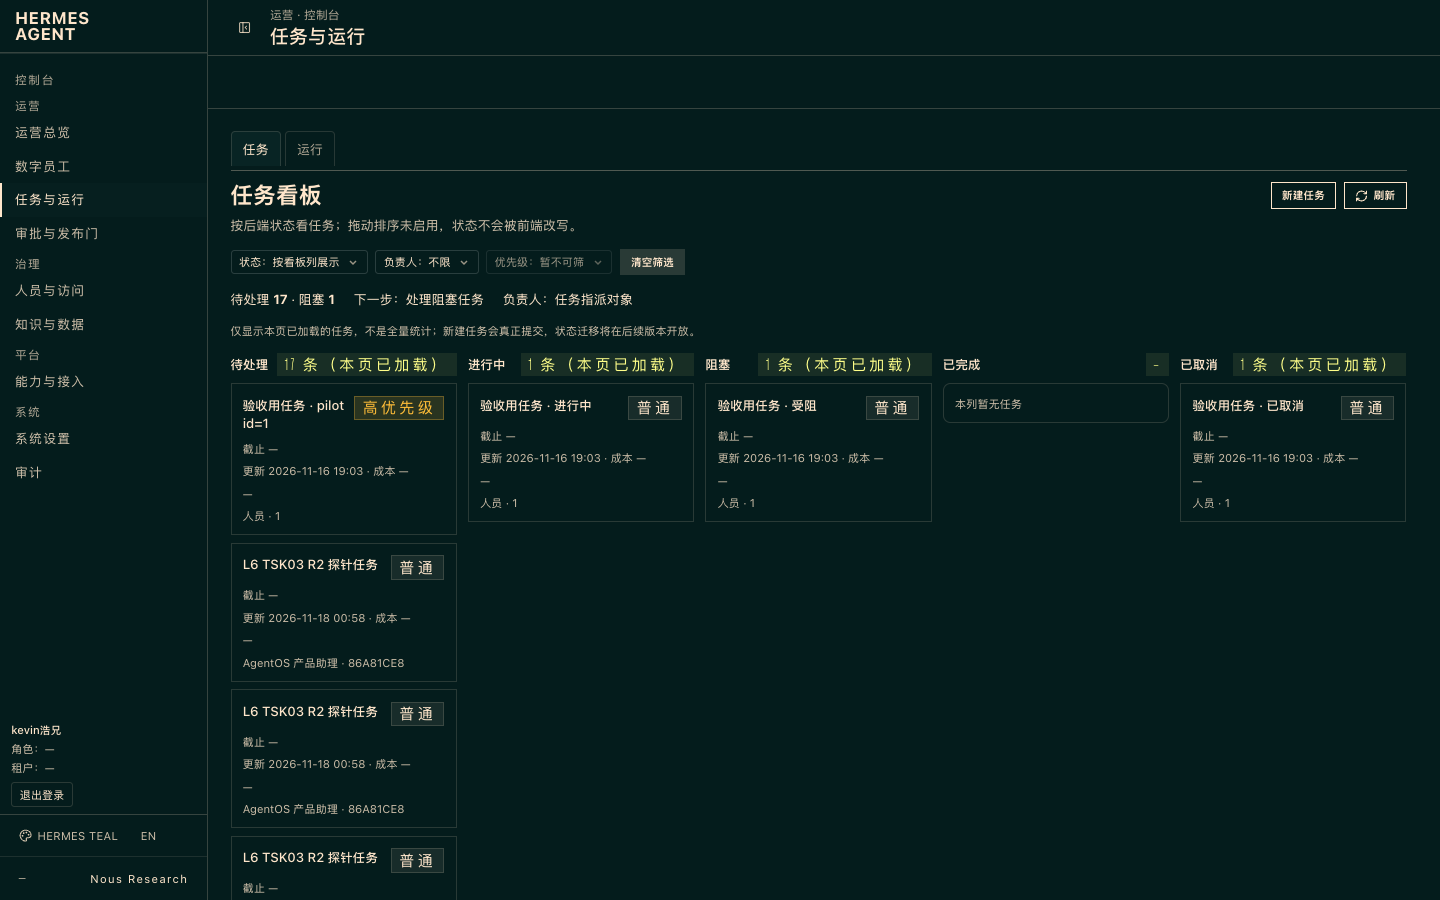 HERMES
AGENT
控制台
运营
运营总览
数字员工
任务与运行
审批与发布门
治理
人员与访问
知识与数据
平台
能力与接入
系统
系统设置
审计
kevin浩兄
角色：—
租户：—
退出登录
HERMES TEAL EN
— Nous Research
运营 · 控制台
任务与运行
任务 运行
任务看板
新建任务 刷新
按后端状态看任务；拖动排序未启用，状态不会被前端改写。
状态：按看板列展示 负责人：不限 优先级：暂不可筛 清空筛选
待处理 17 · 阻塞 1 下一步：处理阻塞任务 负责人：任务指派对象
仅显示本页已加载的任务，不是全量统计；新建任务会真正提交，状态迁移将在后续版本开放。
待处理 17 条（本页已加载）
验收用任务 · pilot id=1 高优先级
截止 —
更新 2026-11-16 19:03 · 成本 —
—
人员 · 1
L6 TSK03 R2 探针任务 普通
截止 —
更新 2026-11-18 00:58 · 成本 —
—
AgentOS 产品助理 · 86A81CE8
L6 TSK03 R2 探针任务 普通
截止 —
更新 2026-11-18 00:58 · 成本 —
—
AgentOS 产品助理 · 86A81CE8
L6 TSK03 R2 探针任务 普通
截止 —
进行中 1 条（本页已加载）
验收用任务 · 进行中 普通
截止 —
更新 2026-11-16 19:03 · 成本 —
—
人员 · 1
阻塞 1 条（本页已加载）
验收用任务 · 受阻 普通
截止 —
更新 2026-11-16 19:03 · 成本 —
—
人员 · 1
已完成 -
本列暂无任务
已取消 1 条（本页已加载）
验收用任务 · 已取消 普通
截止 —
更新 2026-11-16 19:03 · 成本 —
—
人员 · 1